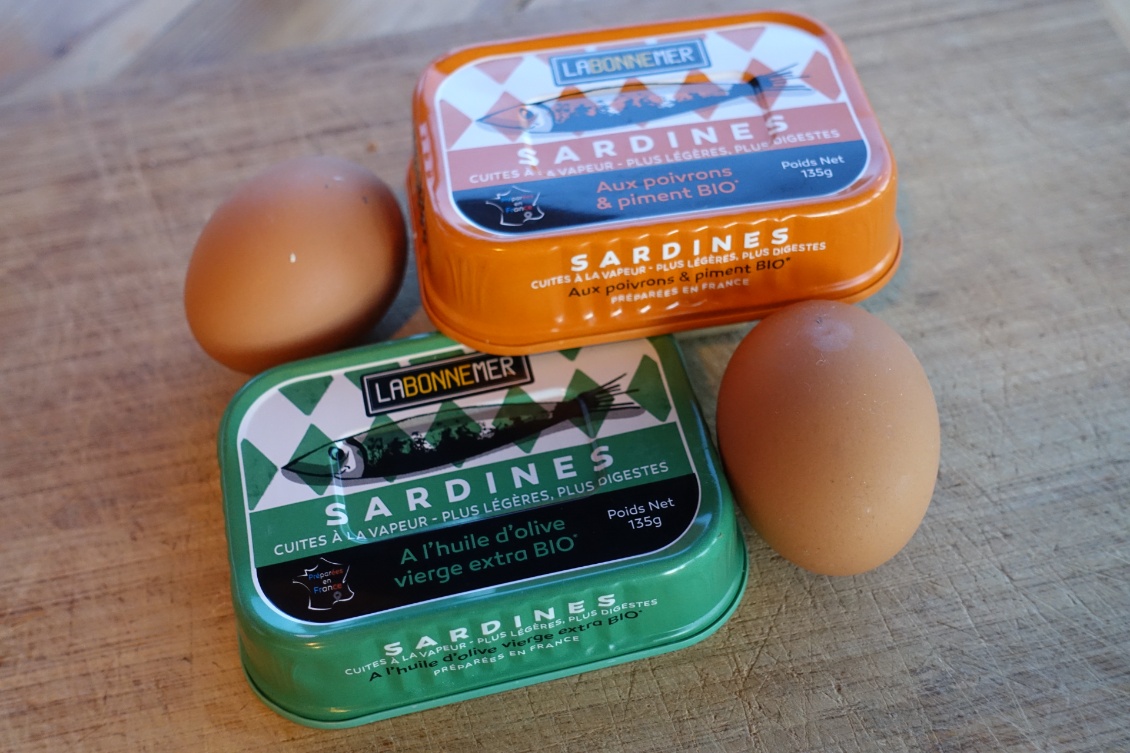 LABONNEMER
SARDINES
CUITES À LA VAPEUR - PLUS LÉGÈRES, PLUS DIGESTES
Aux poivrons
& piment BIO*
Poids Net
135g
Préparées
en
France
SARDINES
CUITES À LA VAPEUR - PLUS LÉGÈRES, PLUS DIGESTES
Aux poivrons & piment BIO*
PRÉPARÉES EN FRANCE
LABONNEMER
SARDINES
CUITES À LA VAPEUR - PLUS LÉGÈRES, PLUS DIGESTES
A l'huile d'olive
vierge extra BIO*
Poids Net
135g
Préparées
en
France
SARDINES
CUITES À LA VAPEUR - PLUS LÉGÈRES, PLUS DIGESTES
A l'huile d'olive vierge extra BIO*
PRÉPARÉES EN FRANCE